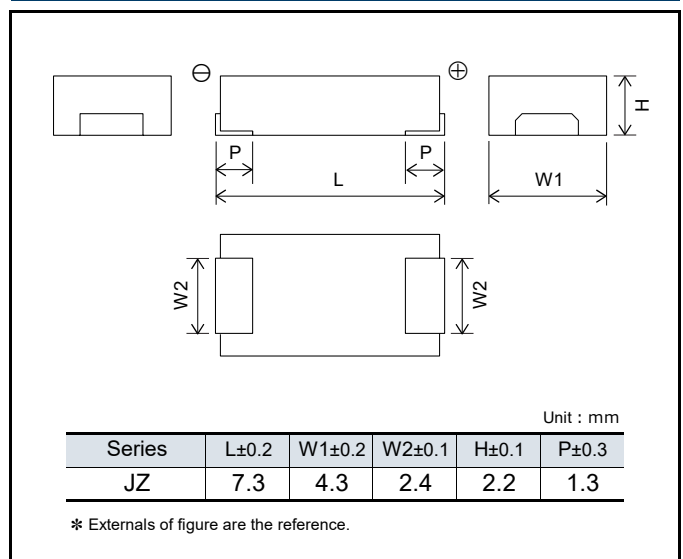 ⊖ ⊕
H
P P
L W1
W2 W2
Unit : mm
Series L±0.2 W1±0.2 W2±0.1 H±0.1 P±0.3
JZ 7.3 4.3 2.4 2.2 1.3
✻ Externals of figure are the reference.